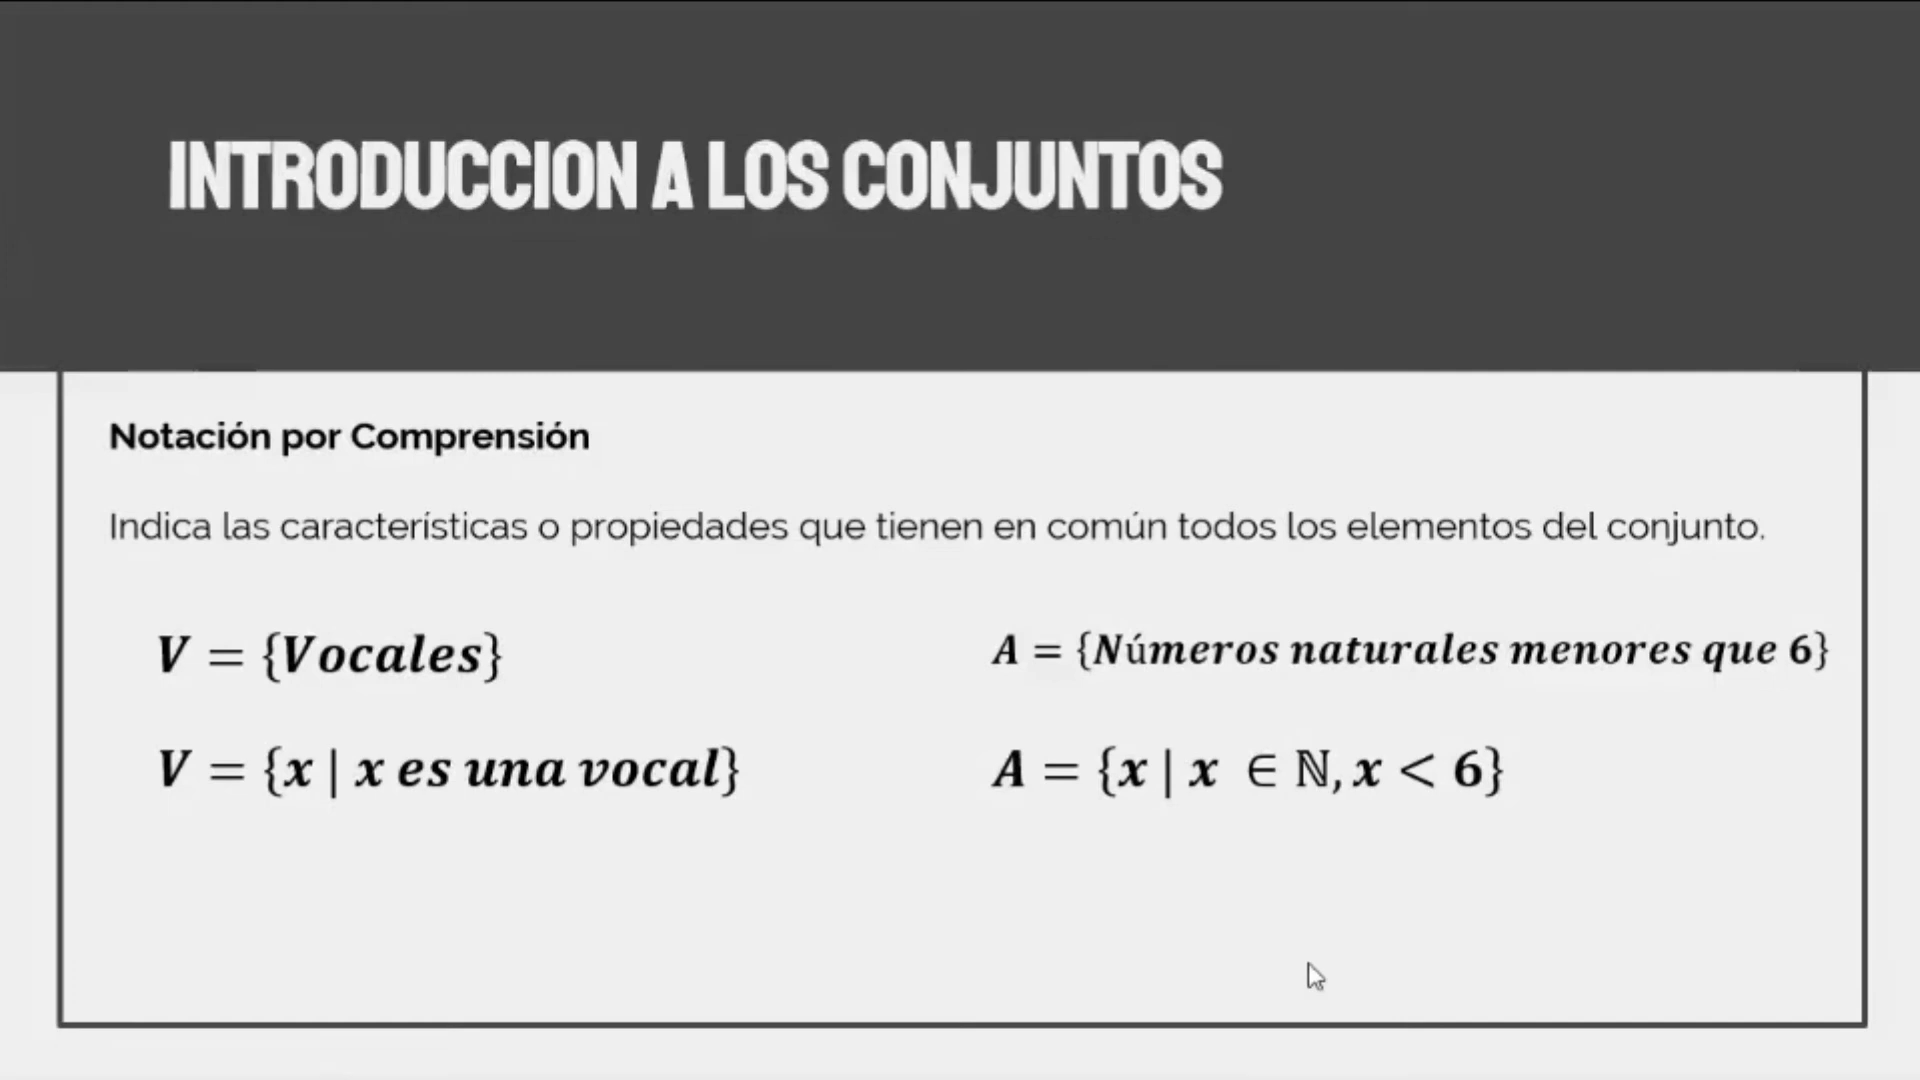 INTRODUCCION A LOS CONJUNTOS
Notación por Comprensión
Indica las características o propiedades que tienen en común todos los elementos del conjunto.
V = {Vocales}
A = {Números naturales menores que 6}
V = {x | x es una vocal}
A = {x | x ∈ ℕ, x < 6}